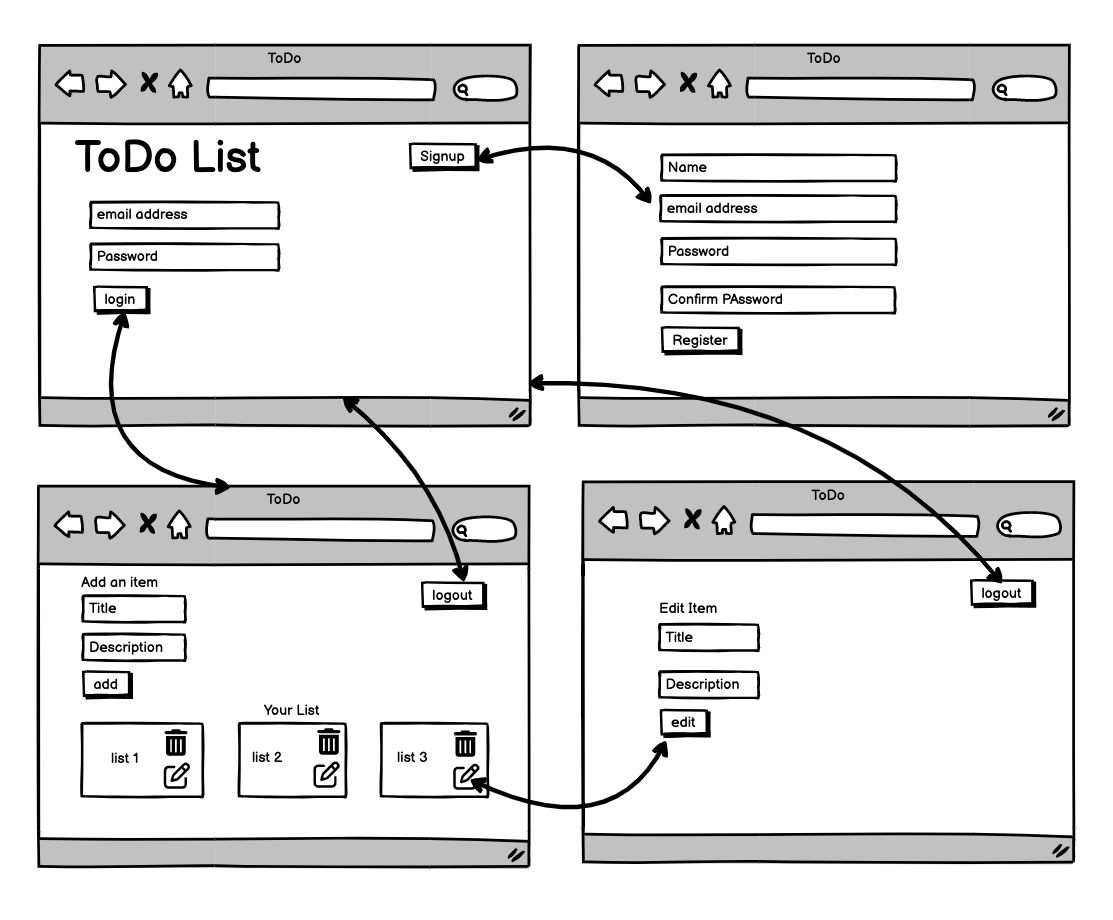 ToDo
ToDo List
Signup
email address
Password
login
ToDo
Name
email address
Password
Confirm PAssword
Register
ToDo
Add an item
logout
Title
Description
add
Your List
list 1
list 2
list 3
ToDo
logout
Edit Item
Title
Description
edit